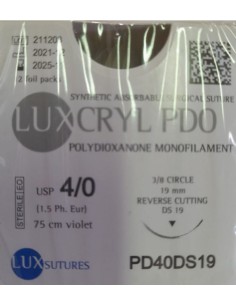 211201
2021-12
2025-
foil packs
SYNTHETIC ABSORBABLE SURGICAL SUTURE
LUXCRYL PDO
POLYDIOXANONE MONOFILAMENT
USP 4/0
(1.5 Ph. Eur)
75 cm violet
3/8 CIRCLE
19 mm
REVERSE CUTTING
DS 19
STERILE EO
LUX SUTURES
PD40DS19